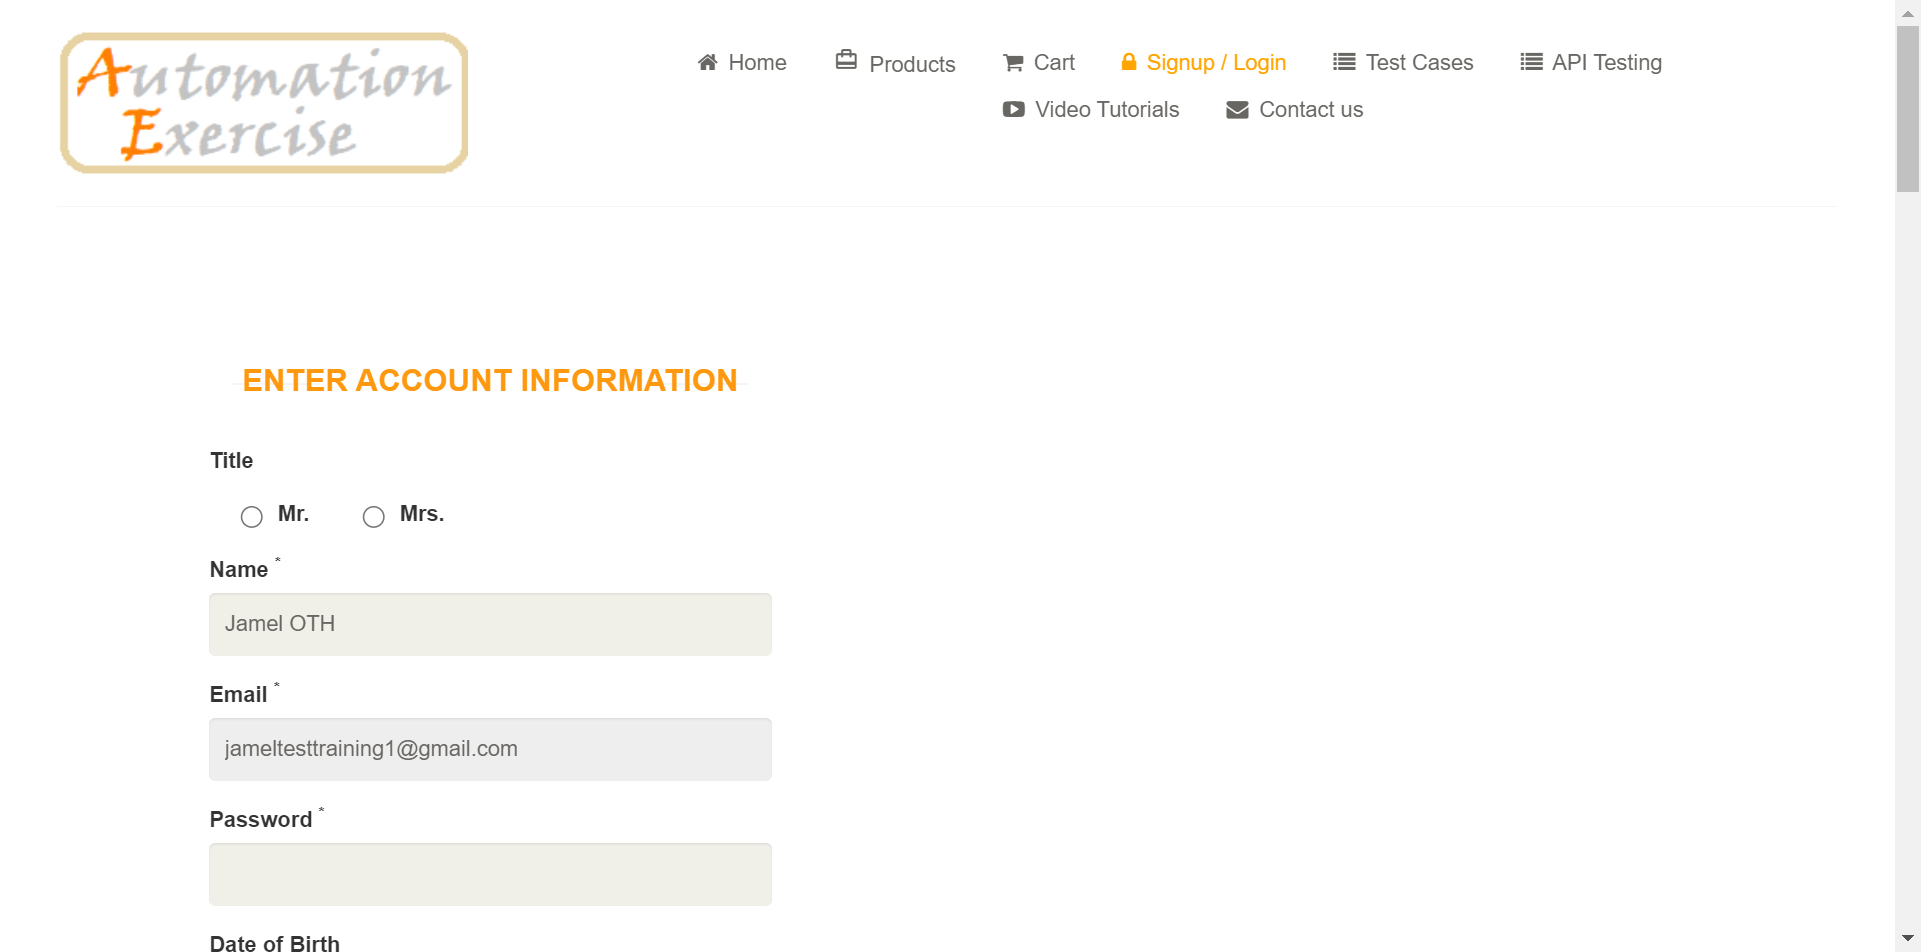 Automation
Exercise
Home
Products
Cart
Signup / Login
Test Cases
API Testing
Video Tutorials
Contact us
ENTER ACCOUNT INFORMATION
Title
Mr.
Mrs.
Name *
Jamel OTH
Email *
jameltesttraining1@gmail.com
Password *
Date of Birth